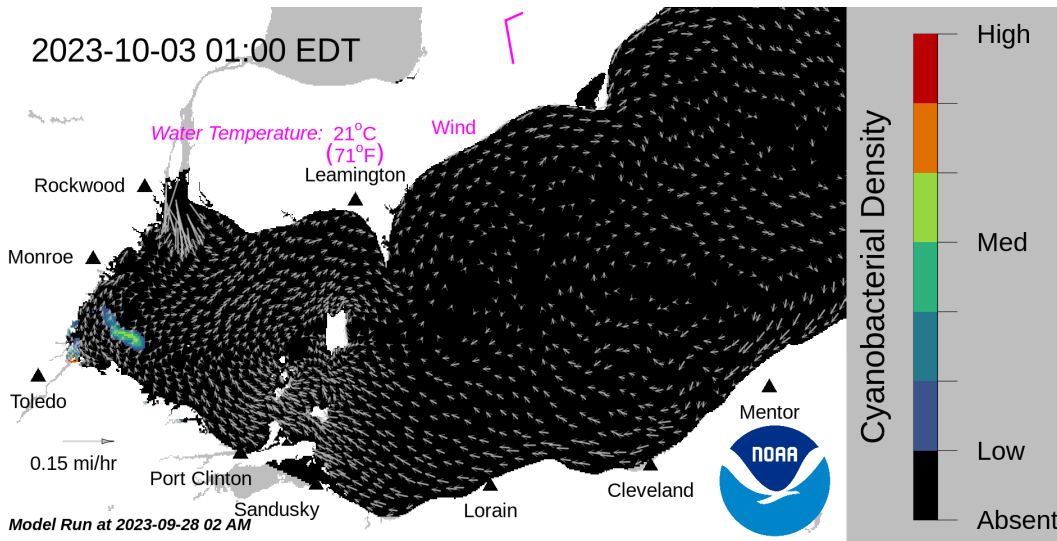 2023-10-03 01:00 EDT
Water Temperature: 21°C
(71°F)
Wind
Leamington
Rockwood
Monroe
Toledo
0.15 mi/hr
Port Clinton
Sandusky
Lorain
Cleveland
Mentor
NOAA
Model Run at 2023-09-28 02 AM
Cyanobacterial Density
High
Med
Low
Absent